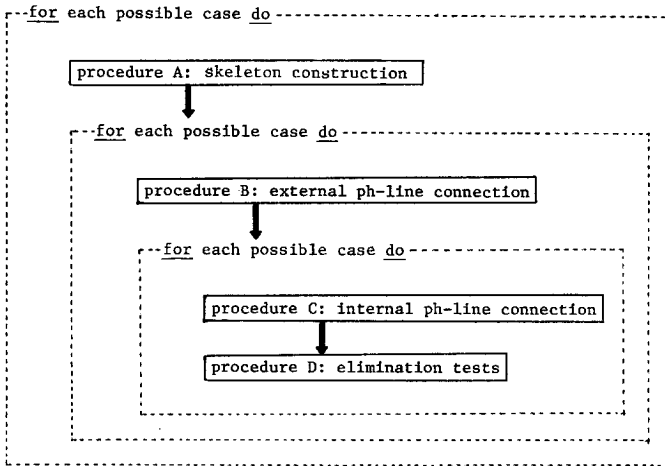 for each possible case do
procedure A: skeleton construction
for each possible case do
procedure B: external ph-line connection
for each possible case do
procedure C: internal ph-line connection
procedure D: elimination tests